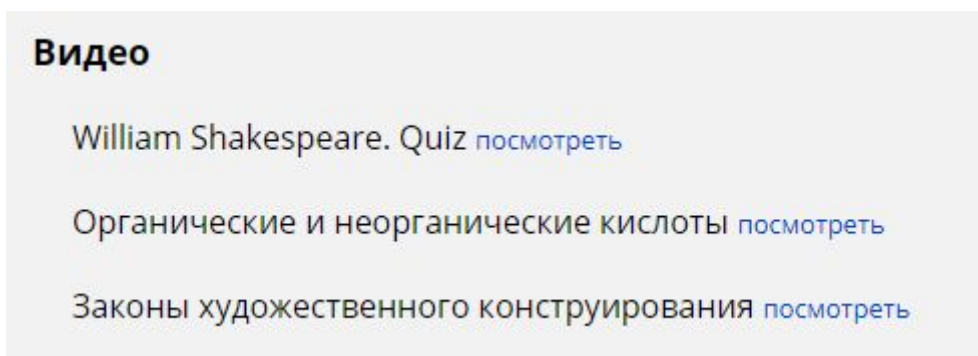 Видео
William Shakespeare. Quiz посмотреть
Органические и неорганические кислоты посмотреть
Законы художественного конструирования посмотреть